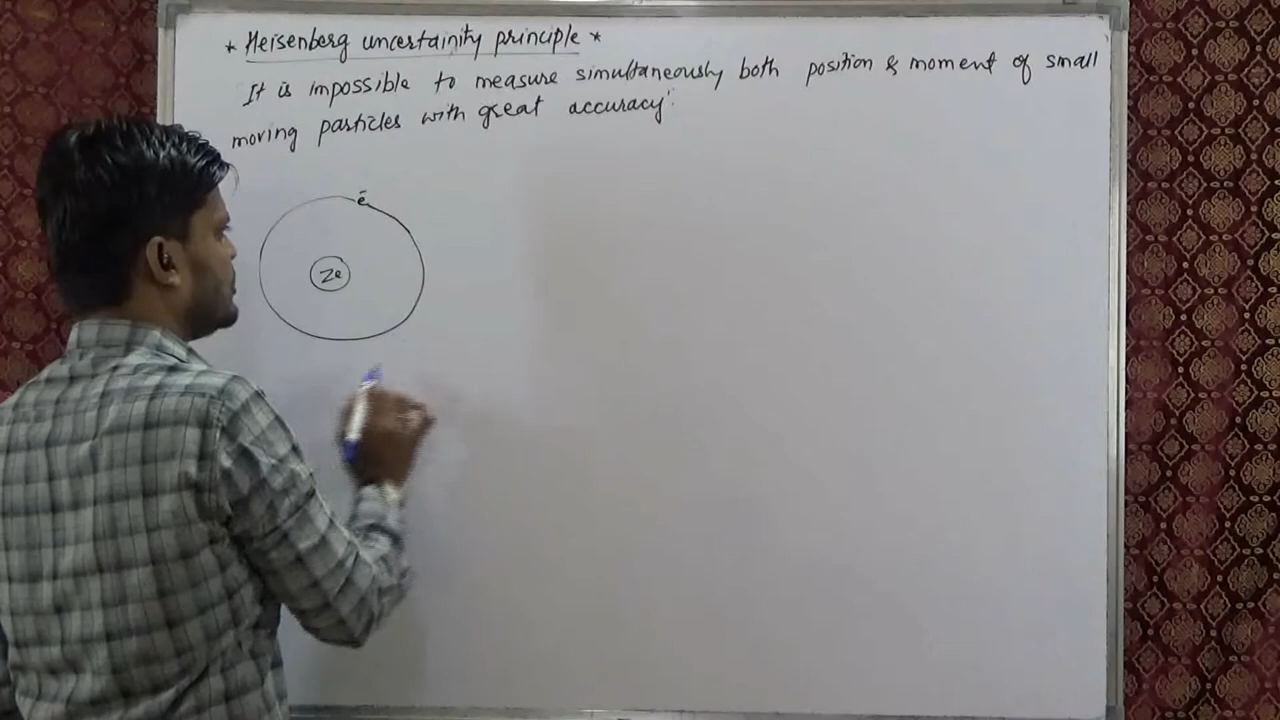 * Heisenberg uncertainity principle *
It is impossible to measure simultaneously both position & moment of small
moving particles with great accuracy".
ē
Ze